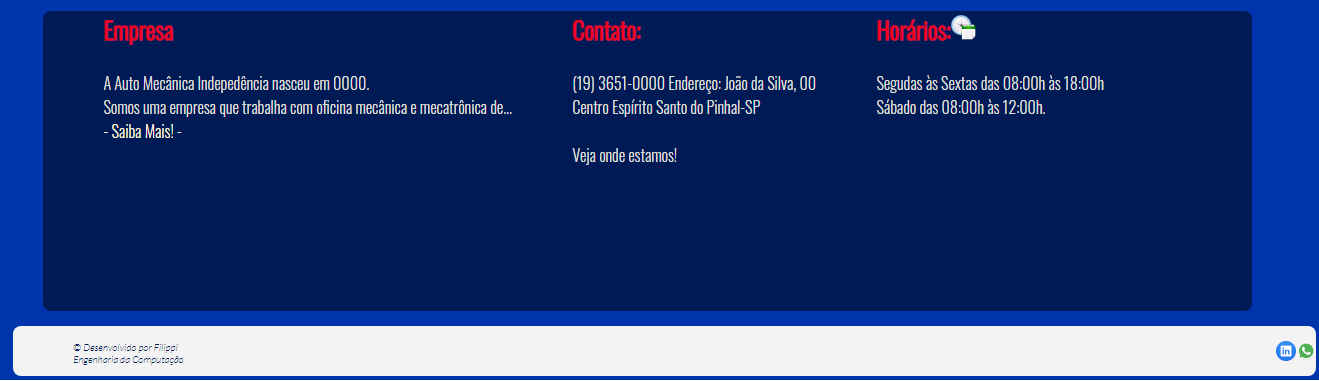 Empresa
A Auto Mecânica Indepedência nasceu em 0000.
Somos uma empresa que trabalha com oficina mecânica e mecatrônica de...
- Saiba Mais! -
Contato:
(19) 3651-0000 Endereço: João da Silva, 00
Centro Espírito Santo do Pinhal-SP
Veja onde estamos!
Horários:
Segudas às Sextas das 08:00h às 18:00h
Sábado das 08:00h às 12:00h.
© Desenvolvido por Filippi
Engenharia da Computação